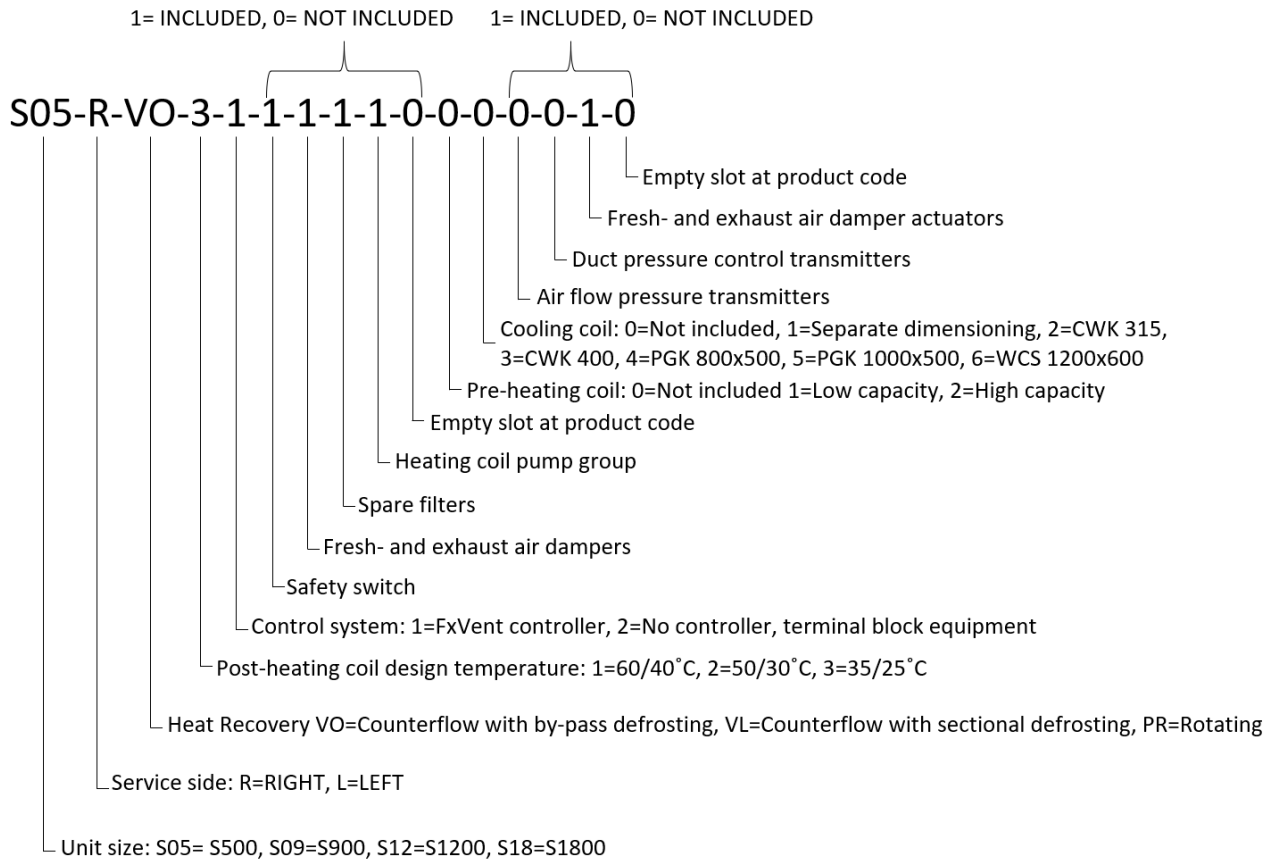 1= INCLUDED, 0= NOT INCLUDED 1= INCLUDED, 0= NOT INCLUDED
S05-R-VO-3-1-1-1-1-1-0-0-0-0-0-1-0
Empty slot at product code
Fresh- and exhaust air damper actuators
Duct pressure control transmitters
Air flow pressure transmitters
Cooling coil: 0=Not included, 1=Separate dimensioning, 2=CWK 315,
3=CWK 400, 4=PGK 800x500, 5=PGK 1000x500, 6=WCS 1200x600
Pre-heating coil: 0=Not included 1=Low capacity, 2=High capacity
Empty slot at product code
Heating coil pump group
Spare filters
Fresh- and exhaust air dampers
Safety switch
Control system: 1=FxVent controller, 2=No controller, terminal block equipment
Post-heating coil design temperature: 1=60/40˚C, 2=50/30˚C, 3=35/25˚C
Heat Recovery VO=Counterflow with by-pass defrosting, VL=Counterflow with sectional defrosting, PR=Rotating
Service side: R=RIGHT, L=LEFT
Unit size: S05= S500, S09=S900, S12=S1200, S18=S1800